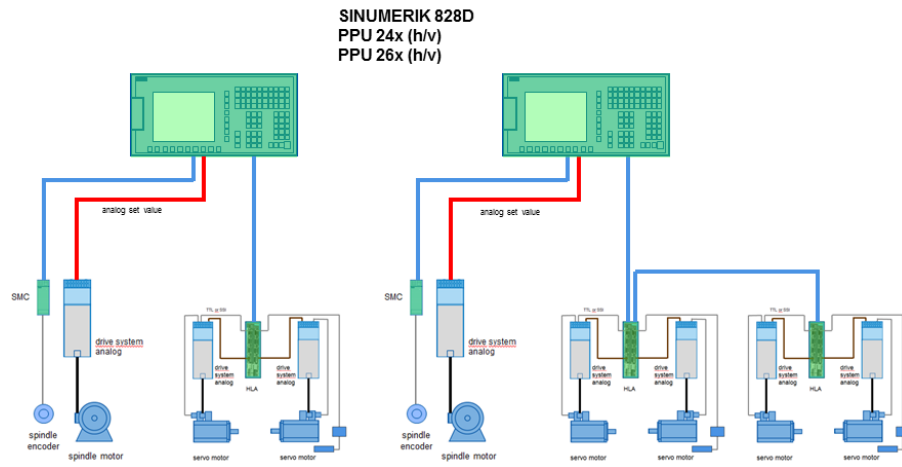 SINUMERIK 828D
PPU 24x (h/v)
PPU 26x (h/v)
analog set value
SMC
drive system
analog
spindle
encoder
spindle motor
drive
system
analog
HLA
drive
system
analog
servo motor
servo motor
analog set value
SMC
drive system
analog
spindle
encoder
spindle motor
drive
system
analog
HLA
drive
system
analog
servo motor
servo motor
drive
system
analog
HLA
drive
system
analog
servo motor
servo motor